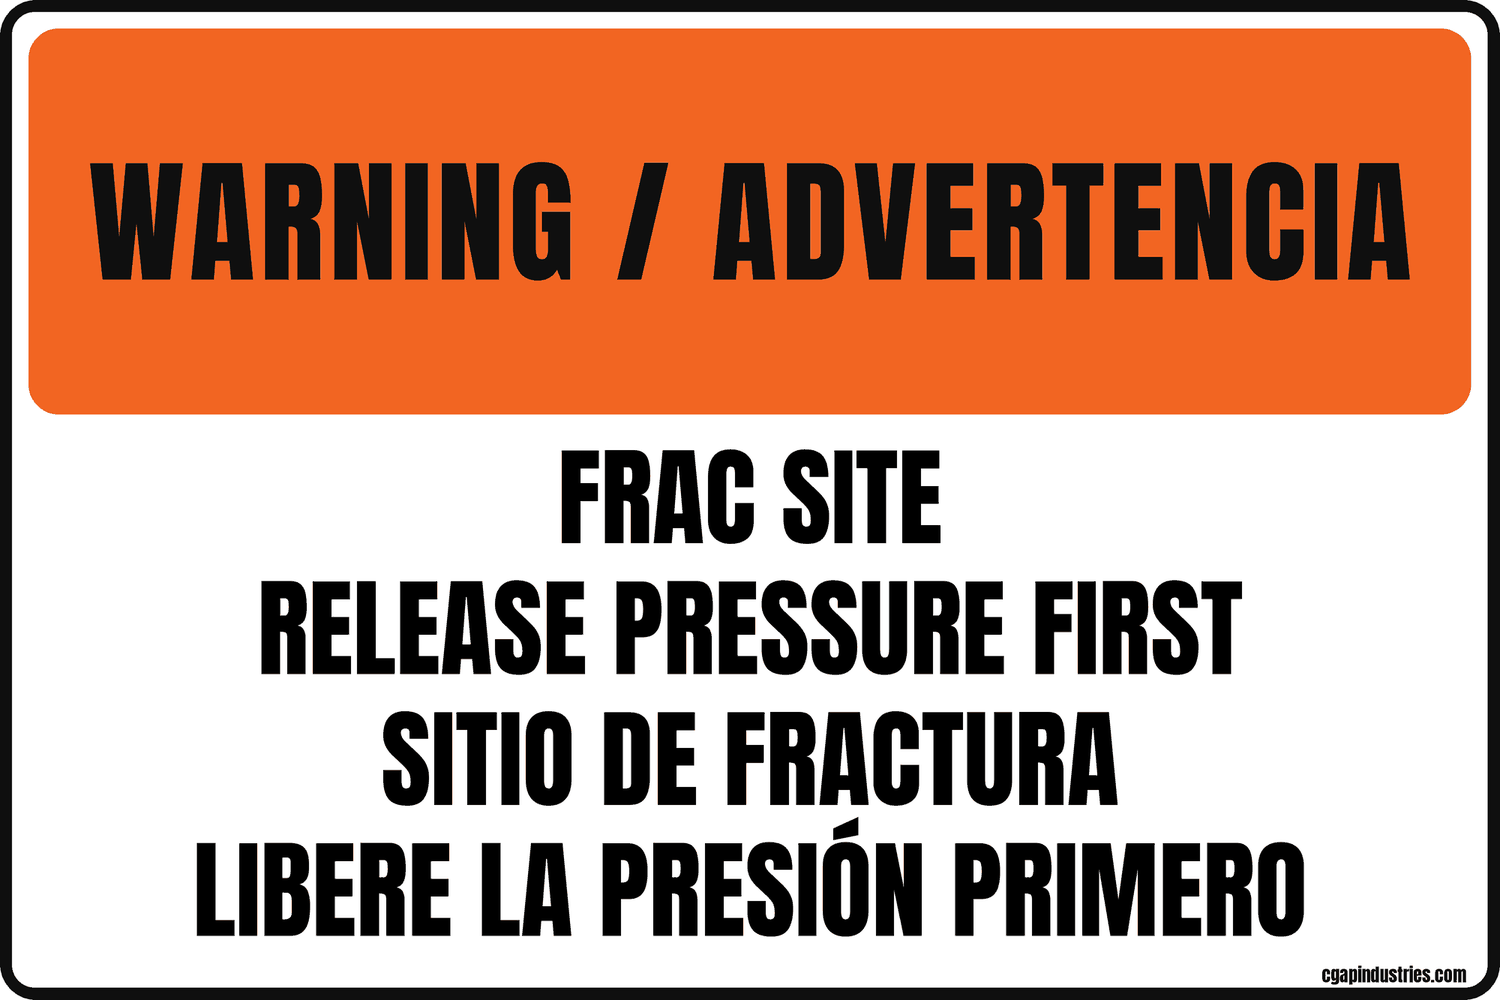 WARNING / ADVERTENCIA
FRAC SITE
RELEASE PRESSURE FIRST
SITIO DE FRACTURA
LIBERE LA PRESIÓN PRIMERO
cgapindustries.com